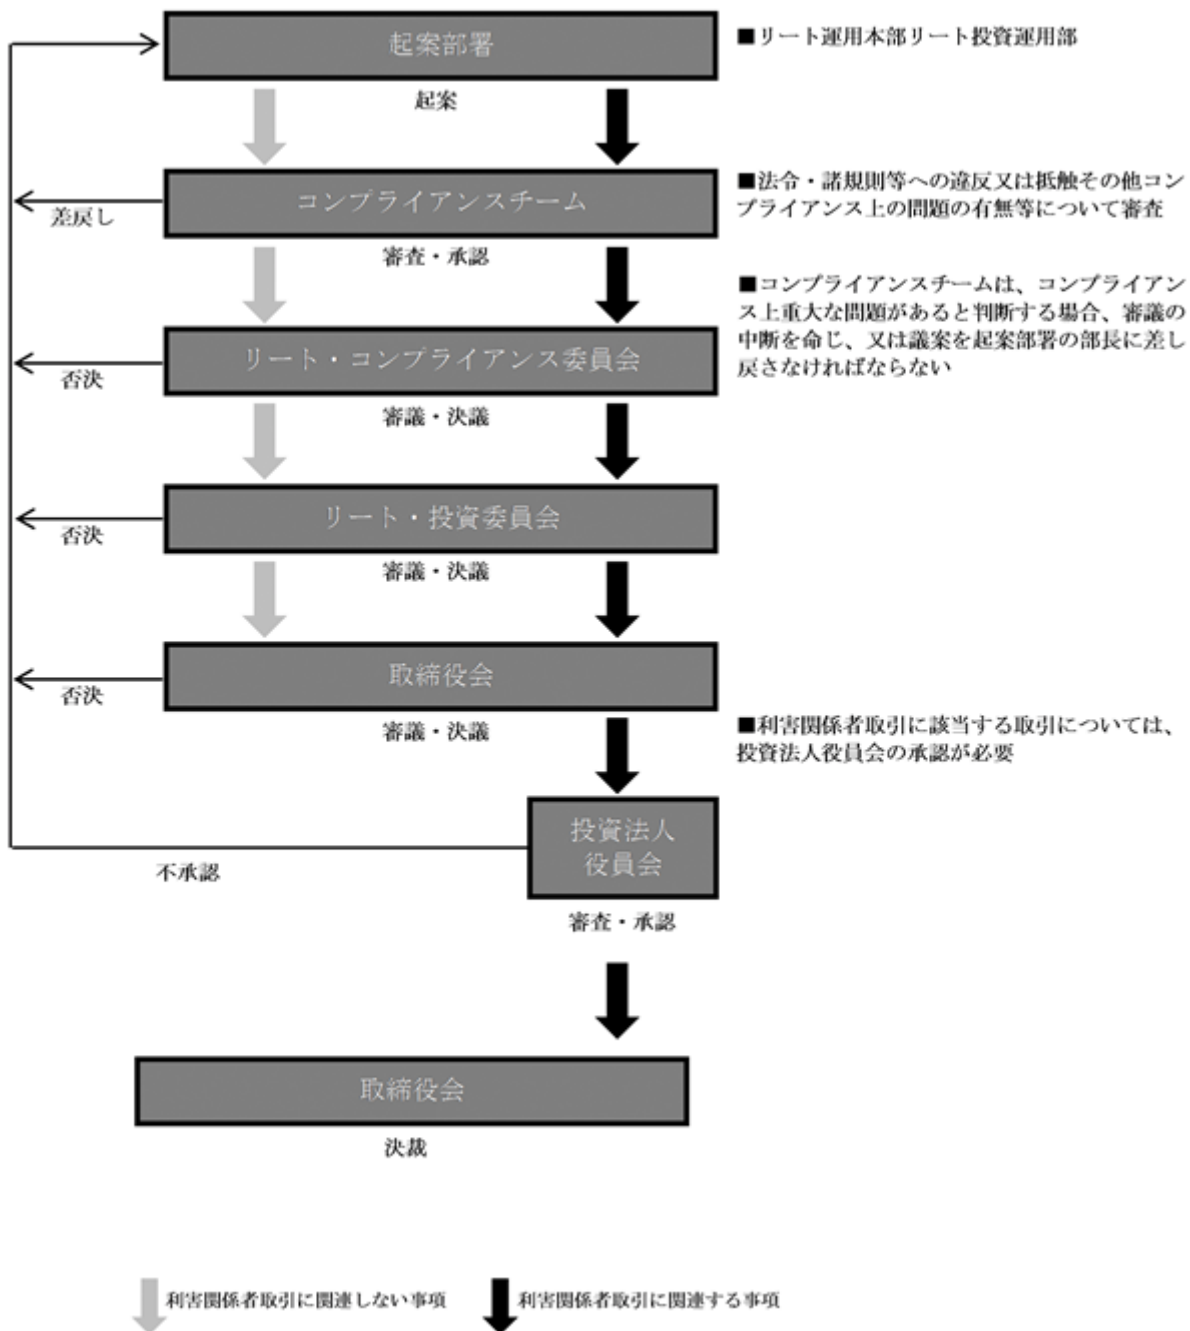 起案部署
■リート運用本部リート投資運用部
起案
コンプライアンスチーム
■法令・諸規則等への違反又は抵触その他コン
プライアンス上の問題の有無等について審査
差戻し
審査・承認
■コンプライアンスチームは、コンプライアン
ス上重大な問題があると判断する場合、審議の
中断を命じ、又は議案を起案部署の部長に差し
戻さなければならない
リート・コンプライアンス委員会
否決
審議・決議
リート・投資委員会
否決
審議・決議
取締役会
否決
審議・決議
■利害関係者取引に該当する取引については、
投資法人役員会の承認が必要
投資法人
役員会
不承認
審査・承認
取締役会
決裁
利害関係者取引に関連しない事項
利害関係者取引に関連する事項